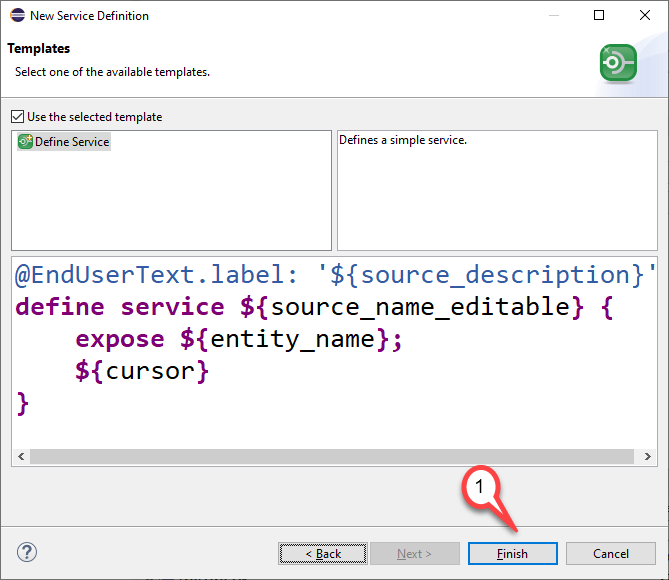 New Service Definition
Templates
Select one of the available templates.
Use the selected template
Define Service
Defines a simple service.
@EndUserText.label: '${source_description}'
define service ${source_name_editable} {
expose ${entity_name};
${cursor}
}
1
< Back
Next >
Finish
Cancel